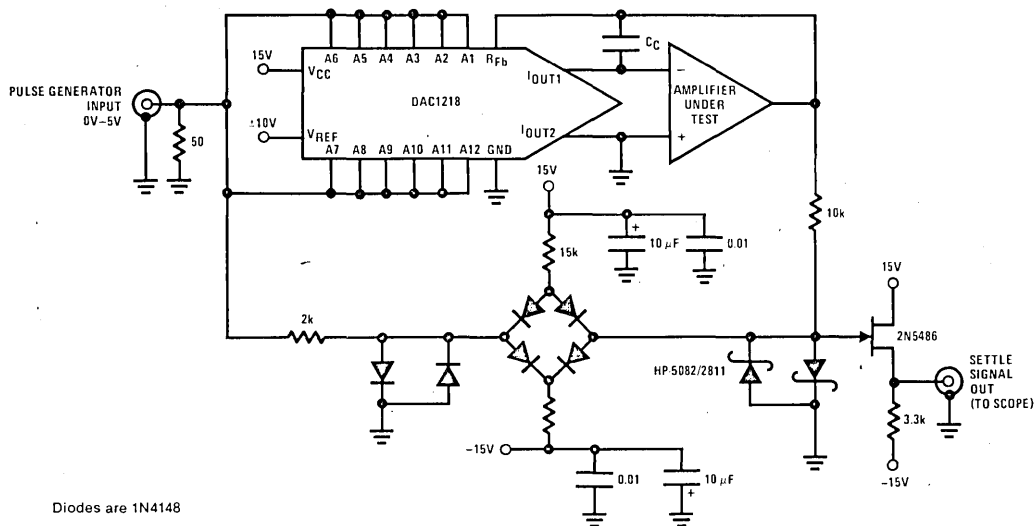 PULSE GENERATOR
INPUT
0V–5V
50
15V
±10V
A6 A5 A4 A3 A2 A1 RFb
VCC
VREF
DAC1218
IOUT1
IOUT2
A7 A8 A9 A10 A11 A12 GND
CC
−
AMPLIFIER
UNDER
TEST
+
10k
15V
15k
+
10 μF
0.01
2k
HP-5082/2811
15V
2N5486
SETTLE
SIGNAL
OUT
(TO SCOPE)
3.3k
−15V
−15V
0.01
10 μF
+
Diodes are 1N4148